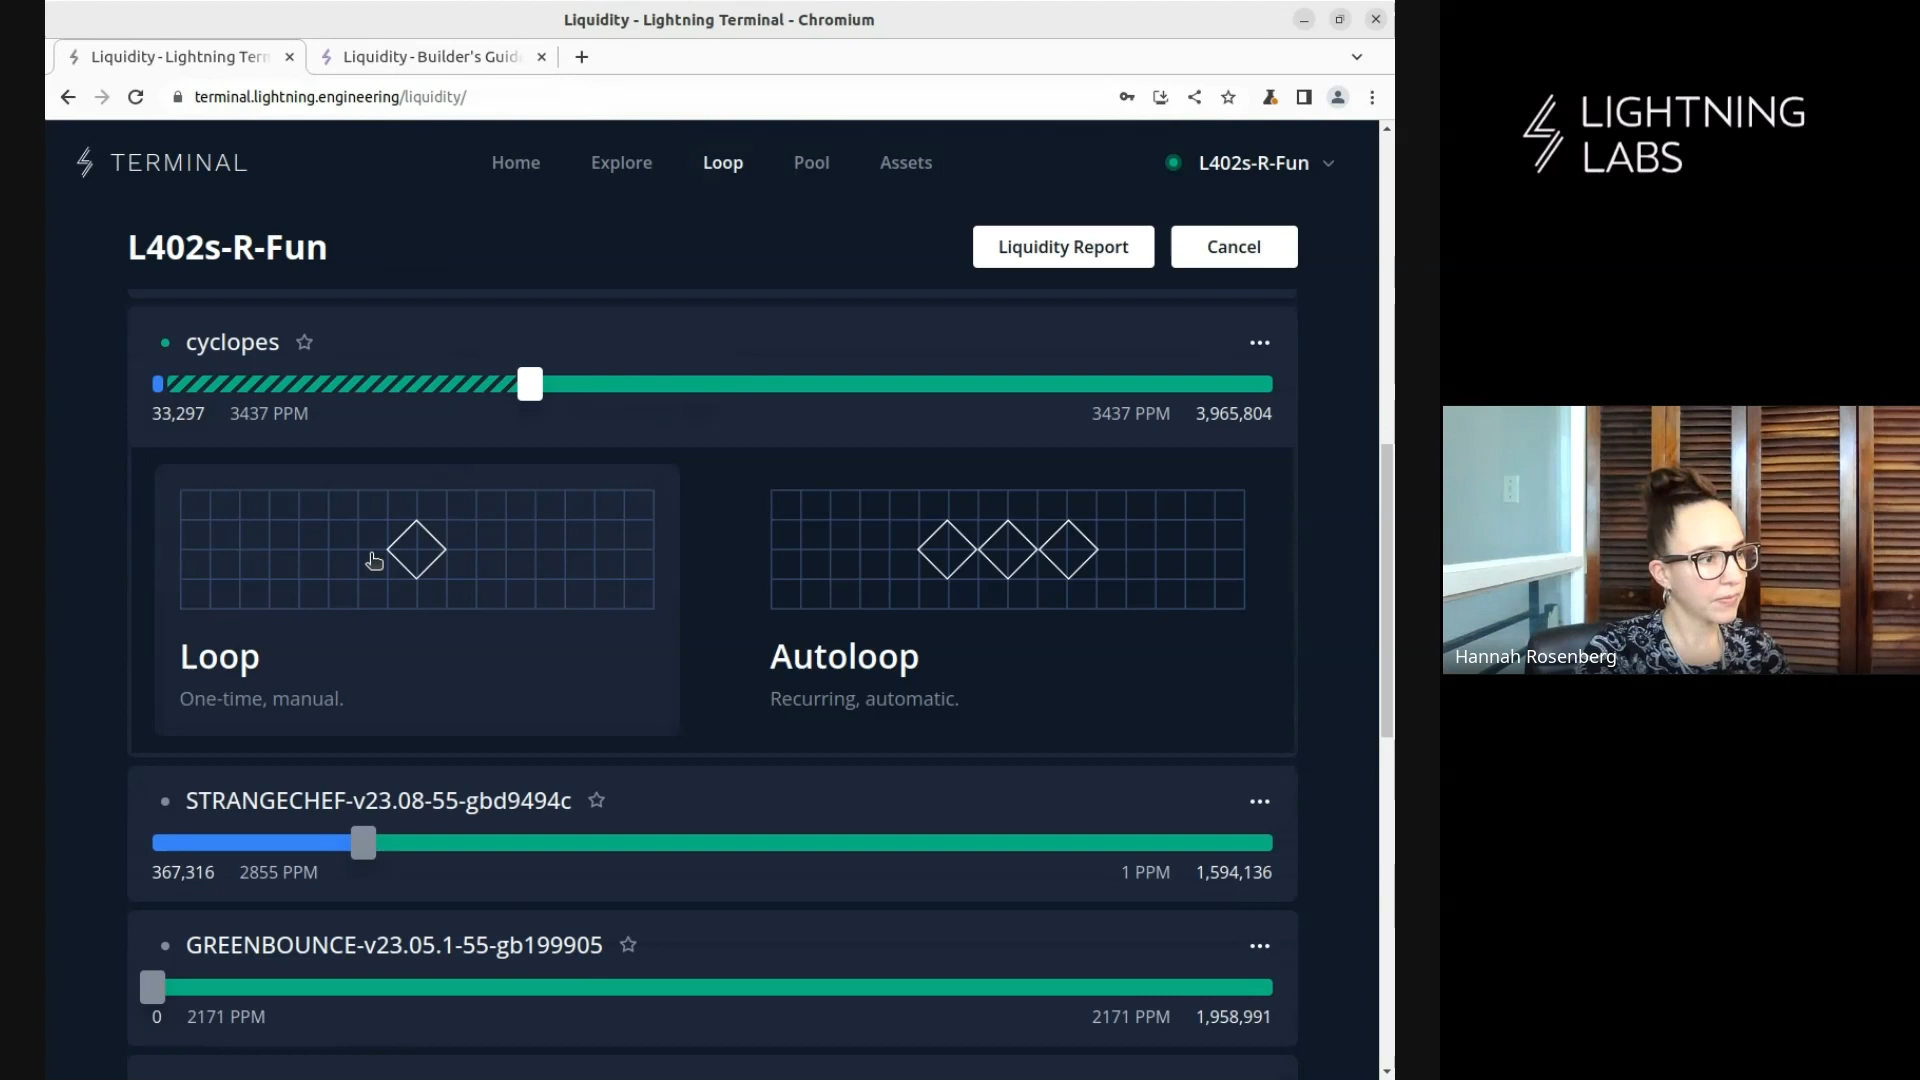 Liquidity - Lightning Terminal - Chromium
Liquidity - Lightning Ter
Liquidity - Builder's Guid
terminal.lightning.engineering/liquidity/
TERMINAL
Home
Explore
Loop
Pool
Assets
L402s-R-Fun
L402s-R-Fun
Liquidity Report
Cancel
cyclopes
33,297 3437 PPM
3437 PPM 3,965,804
Loop
One-time, manual.
Autoloop
Recurring, automatic.
STRANGECHEF-v23.08-55-gbd9494c
367,316 2855 PPM
1 PPM 1,594,136
GREENBOUNCE-v23.05.1-55-gb199905
0 2171 PPM
2171 PPM 1,958,991
LIGHTNING
LABS
Hannah Rosenberg